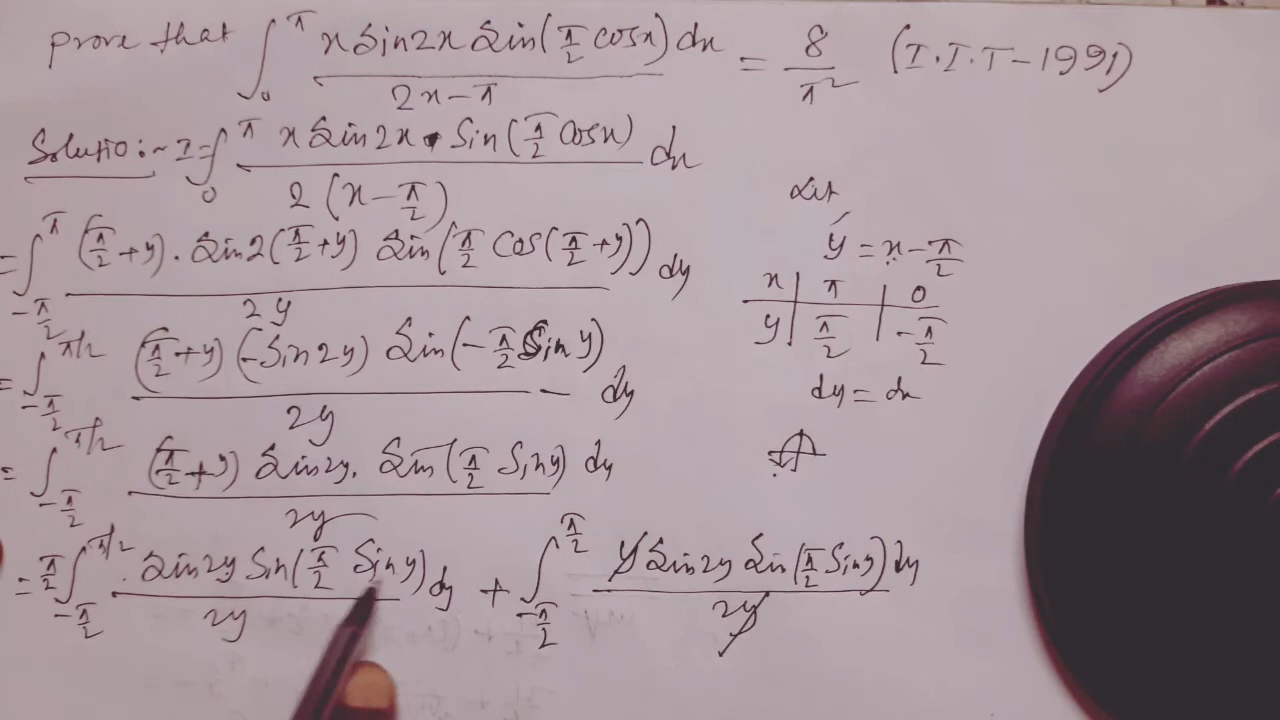 prove that ∫₀^π x Sin2x Sin(π/2 cosx) dx / 2x-π = 8/π² (I.I.T-1991)
Solutio:~ I = ∫₀^π x Sin2x · Sin(π/2 Cosx) / 2(x-π/2) dx
Let
y = x-π/2
x | π | 0
y | π/2 | -π/2
dy = dx
= ∫_{-π/2}^π (π/2+y). Sin2(π/2+y) Sin(π/2 Cos(π/2+y)) / 2y dy
= ∫_{-π/2}^{π/2} (π/2+y) (-Sin2y) Sin(-π/2 Siny) / 2y dy
= ∫_{-π/2}^{π/2} (π/2+y) Sin2y. Sin(π/2 Siny) dy / 2y
= π/2 ∫_{-π/2}^{π/2} Sin2y Sin(π/2 Siny) / 2y dy + ∫_{-π/2}^{π/2} y Sin2y Sin(π/2 Siny) dy / 2y